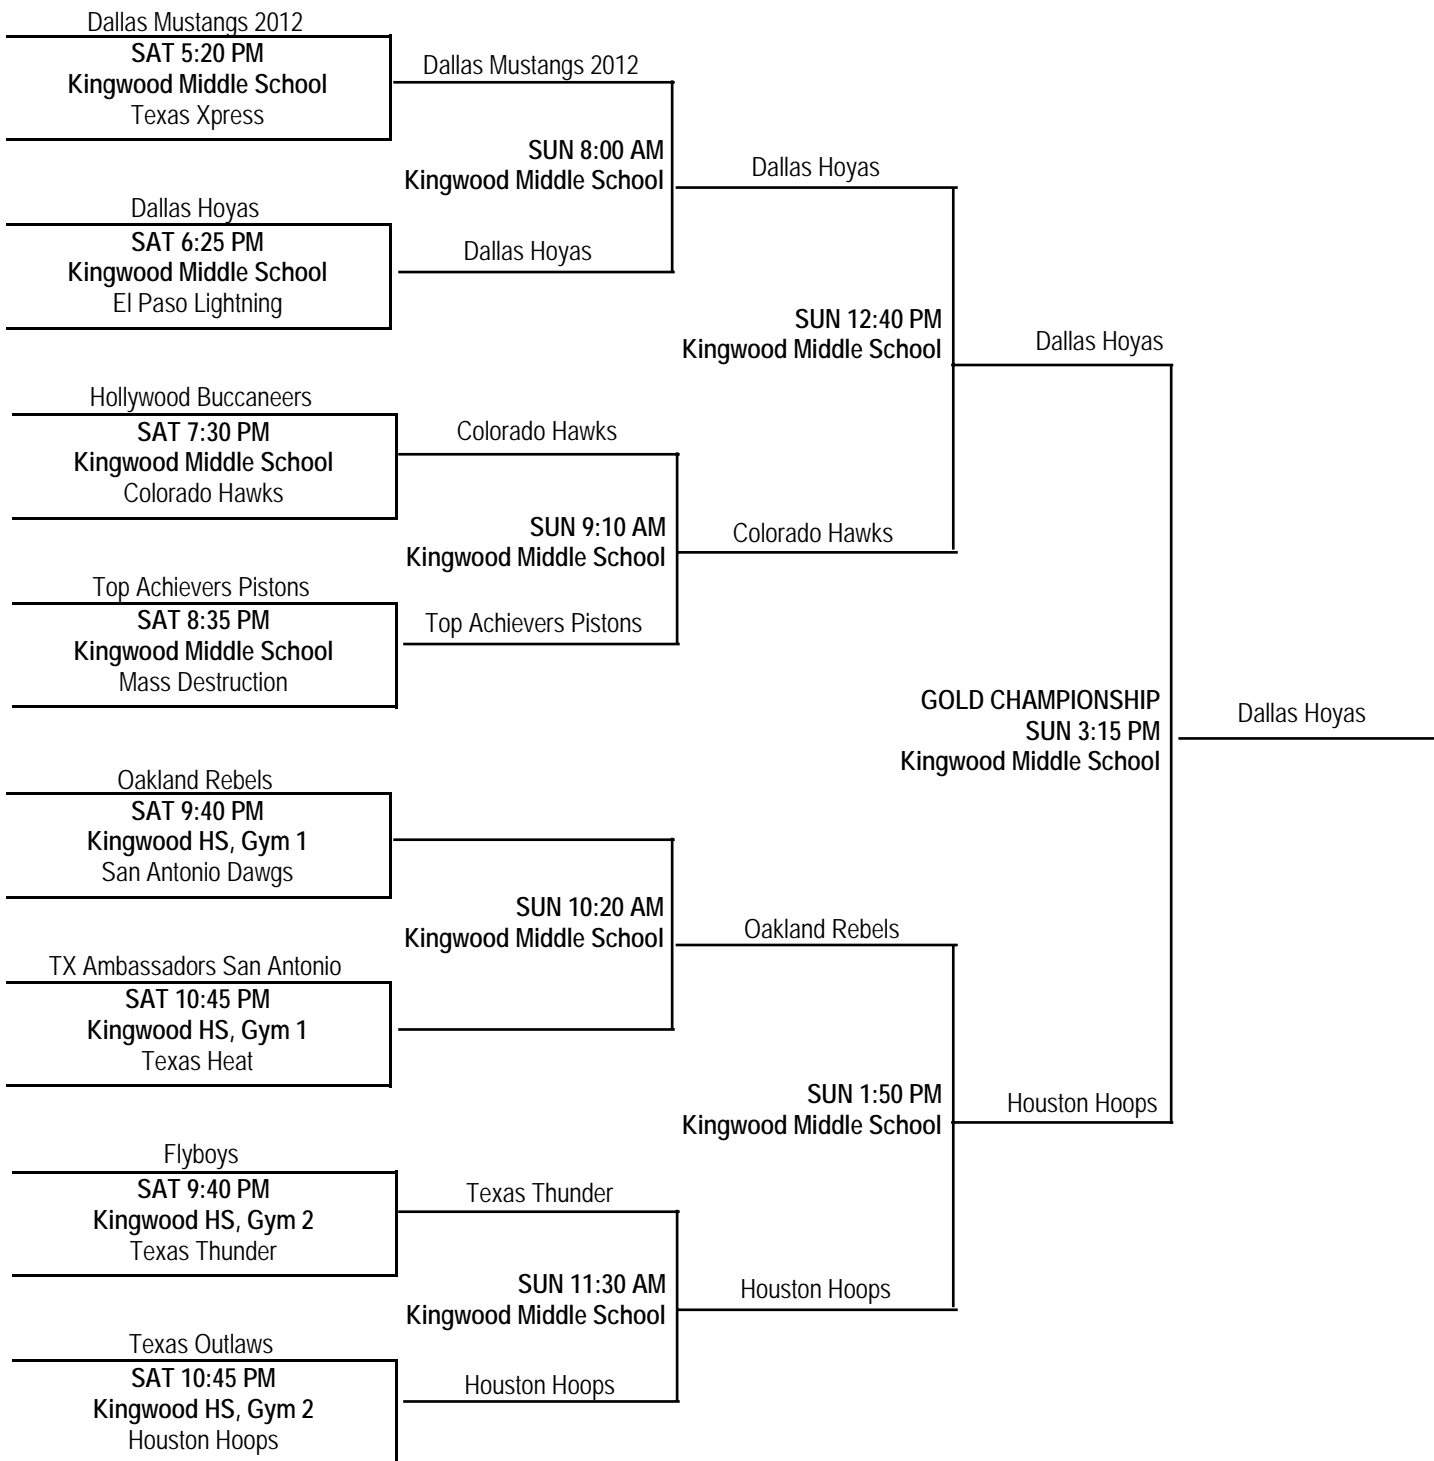 Dallas Mustangs 2012
SAT 5:20 PM
Kingwood Middle School
Texas Xpress
Dallas Hoyas
SAT 6:25 PM
Kingwood Middle School
El Paso Lightning
Hollywood Buccaneers
SAT 7:30 PM
Kingwood Middle School
Colorado Hawks
Top Achievers Pistons
SAT 8:35 PM
Kingwood Middle School
Mass Destruction
Oakland Rebels
SAT 9:40 PM
Kingwood HS, Gym 1
San Antonio Dawgs
TX Ambassadors San Antonio
SAT 10:45 PM
Kingwood HS, Gym 1
Texas Heat
Flyboys
SAT 9:40 PM
Kingwood HS, Gym 2
Texas Thunder
Texas Outlaws
SAT 10:45 PM
Kingwood HS, Gym 2
Houston Hoops
Dallas Mustangs 2012
SUN 8:00 AM
Kingwood Middle School
Dallas Hoyas
Colorado Hawks
SUN 9:10 AM
Kingwood Middle School
Top Achievers Pistons
SUN 10:20 AM
Kingwood Middle School
Texas Thunder
SUN 11:30 AM
Kingwood Middle School
Houston Hoops
Dallas Hoyas
SUN 12:40 PM
Kingwood Middle School
Colorado Hawks
Oakland Rebels
SUN 1:50 PM
Kingwood Middle School
Houston Hoops
Dallas Hoyas
GOLD CHAMPIONSHIP
SUN 3:15 PM
Kingwood Middle School
Houston Hoops
Dallas Hoyas